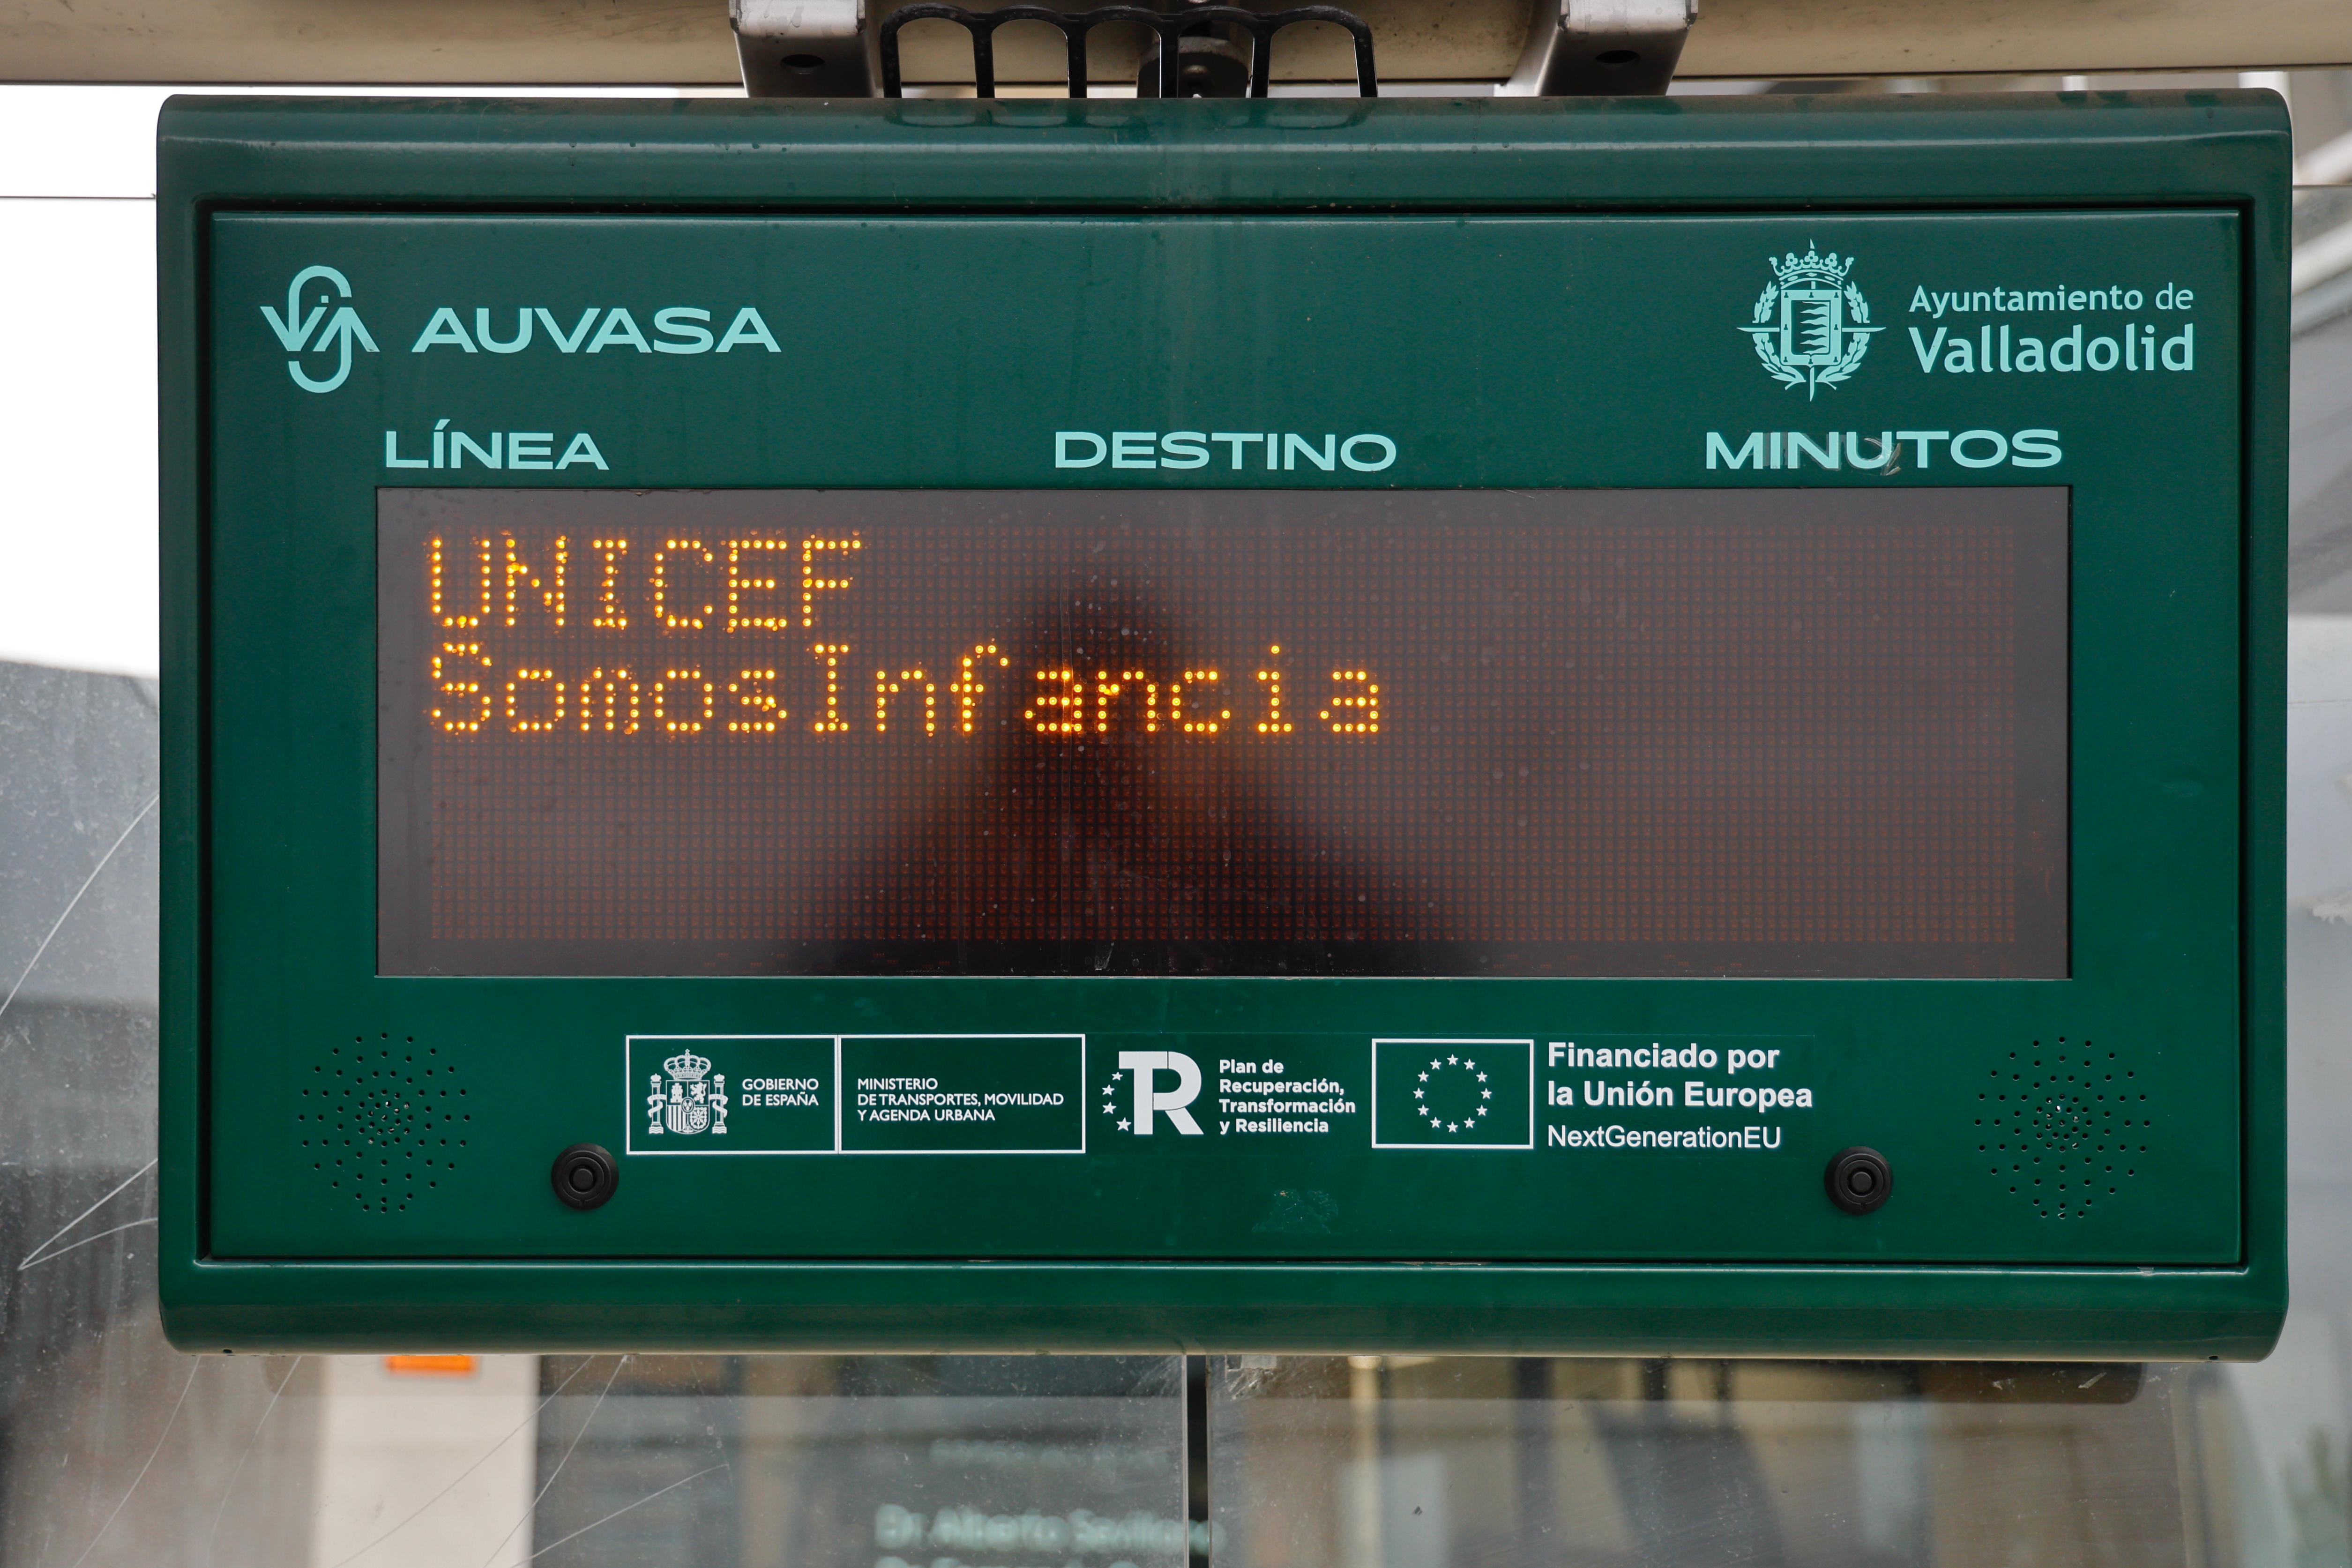 AUVASA
Ayuntamiento de
Valladolid
LÍNEA DESTINO MINUTOS
UNICEF
SomosInfancia
GOBIERNO
DE ESPAÑA
MINISTERIO
DE TRANSPORTES, MOVILIDAD
Y AGENDA URBANA
TR
Plan de
Recuperación,
Transformación
y Resiliencia
Financiado por
la Unión Europea
NextGenerationEU